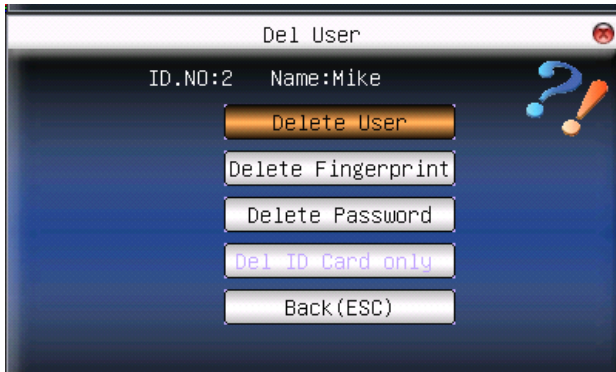 Del User
ID.NO:2 Name:Mike
Delete User
Delete Fingerprint
Delete Password
Del ID Card only
Back(ESC)